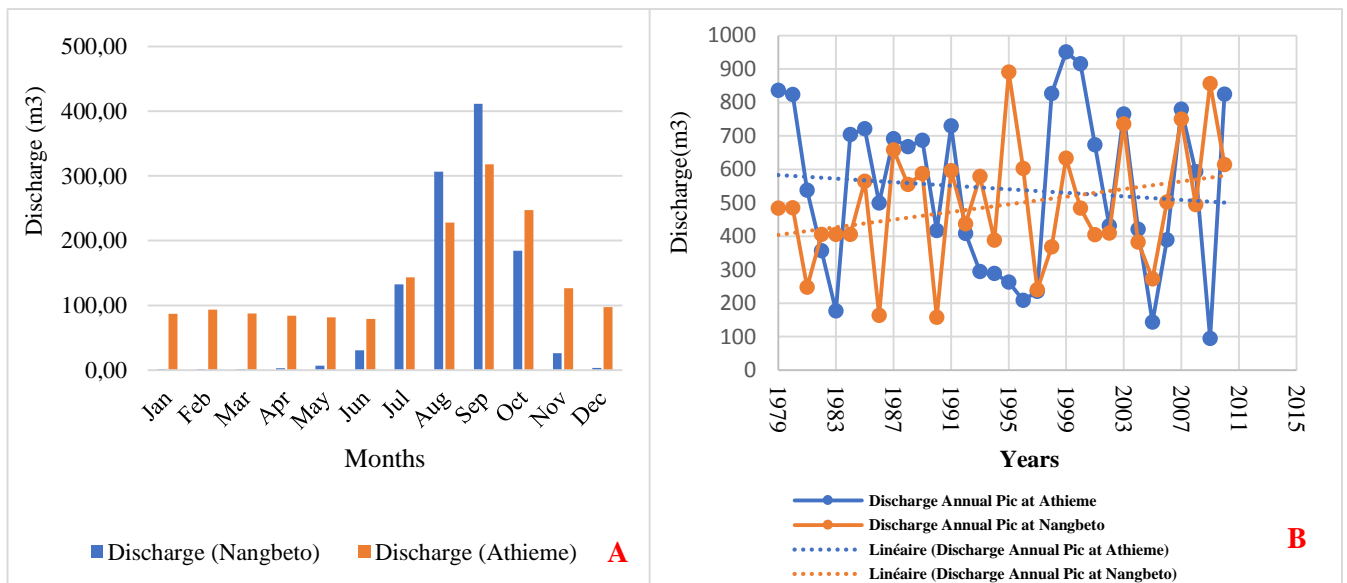 500,00
400,00
300,00
200,00
100,00
0,00
Discharge (m3)
Jan
Feb
Mar
Apr
May
Jun
Jul
Aug
Sep
Oct
Nov
Dec
Months
Discharge (Nangbeto)
Discharge (Athieme)
A
1000
900
800
700
600
500
400
300
200
100
0
Discharge(m3)
1979
1983
1987
1991
1995
1999
2003
2007
2011
2015
Years
Discharge Annual Pic at Athieme
Discharge Annual Pic at Nangbeto
Linéaire (Discharge Annual Pic at Athieme)
Linéaire (Discharge Annual Pic at Nangbeto)
B